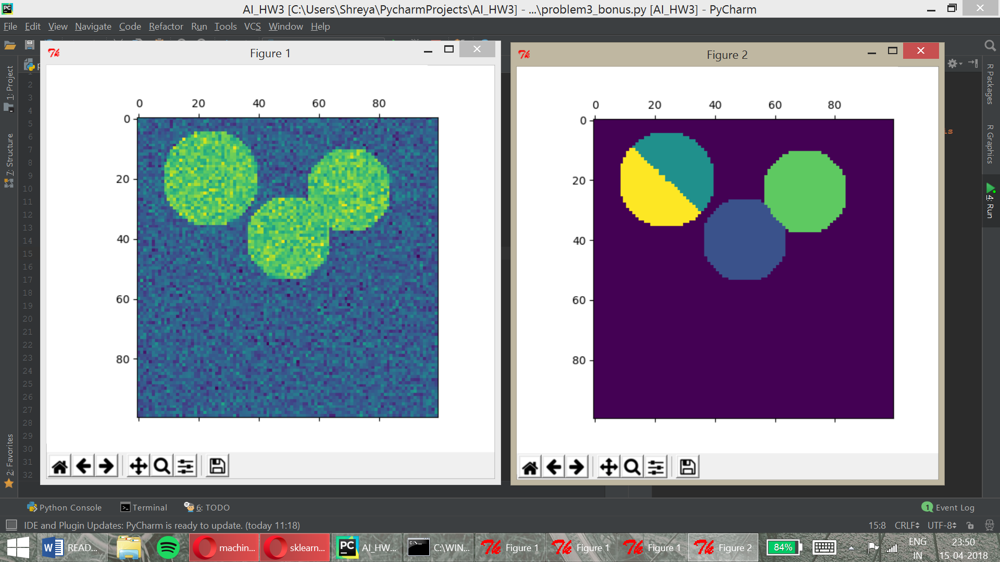 AI_HW3 [C:\Users\Shreya\PycharmProjects\AI_HW3] - ...\problem3_bonus.py [AI_HW3] - PyCharm
File Edit View Navigate Code Refactor Run Tools VCS Window Help
Figure 1
Figure 2
1: Project
7: Structure
2: Favorites
R Packages
R Graphics
4: Run
1
2
3
4
5
6
7
8
9
10
11
12
13
14
15
16
17
18
19
20
21
22
23
24
25
26
27
28
29
30
31
32
0 20 40 60 80
0
20
40
60
80
0 20 40 60 80
0
20
40
60
80
is
Python Console Terminal 6: TODO
1 Event Log
IDE and Plugin Updates: PyCharm is ready to update. (today 11:18)
15:8 CRLF UTF-8
READ... machin... sklearn... AI_HW... C:\WIN... Figure 1 Figure 1 Figure 1 Figure 2 84%
ENG
IN
23:50
15-04-2018